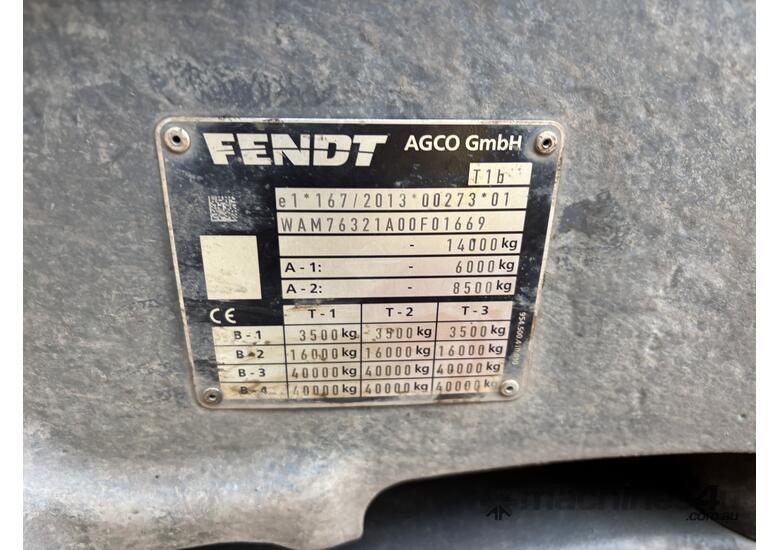 FENDT AGCO GmbH
T1b
e1*167/2013*00273*01
WAM76321A00F01669
- 14000 kg
A - 1: - 6000 kg
A - 2: - 8500 kg
CE T - 1 T - 2 T - 3
B - 1 3500 kg 3500 kg 3500 kg
B - 2 16000 kg 16000 kg 16000 kg
B - 3 40000 kg 40000 kg 40000 kg
B - 4 40000 kg 40000 kg 40000 kg
machines4u
.com.au